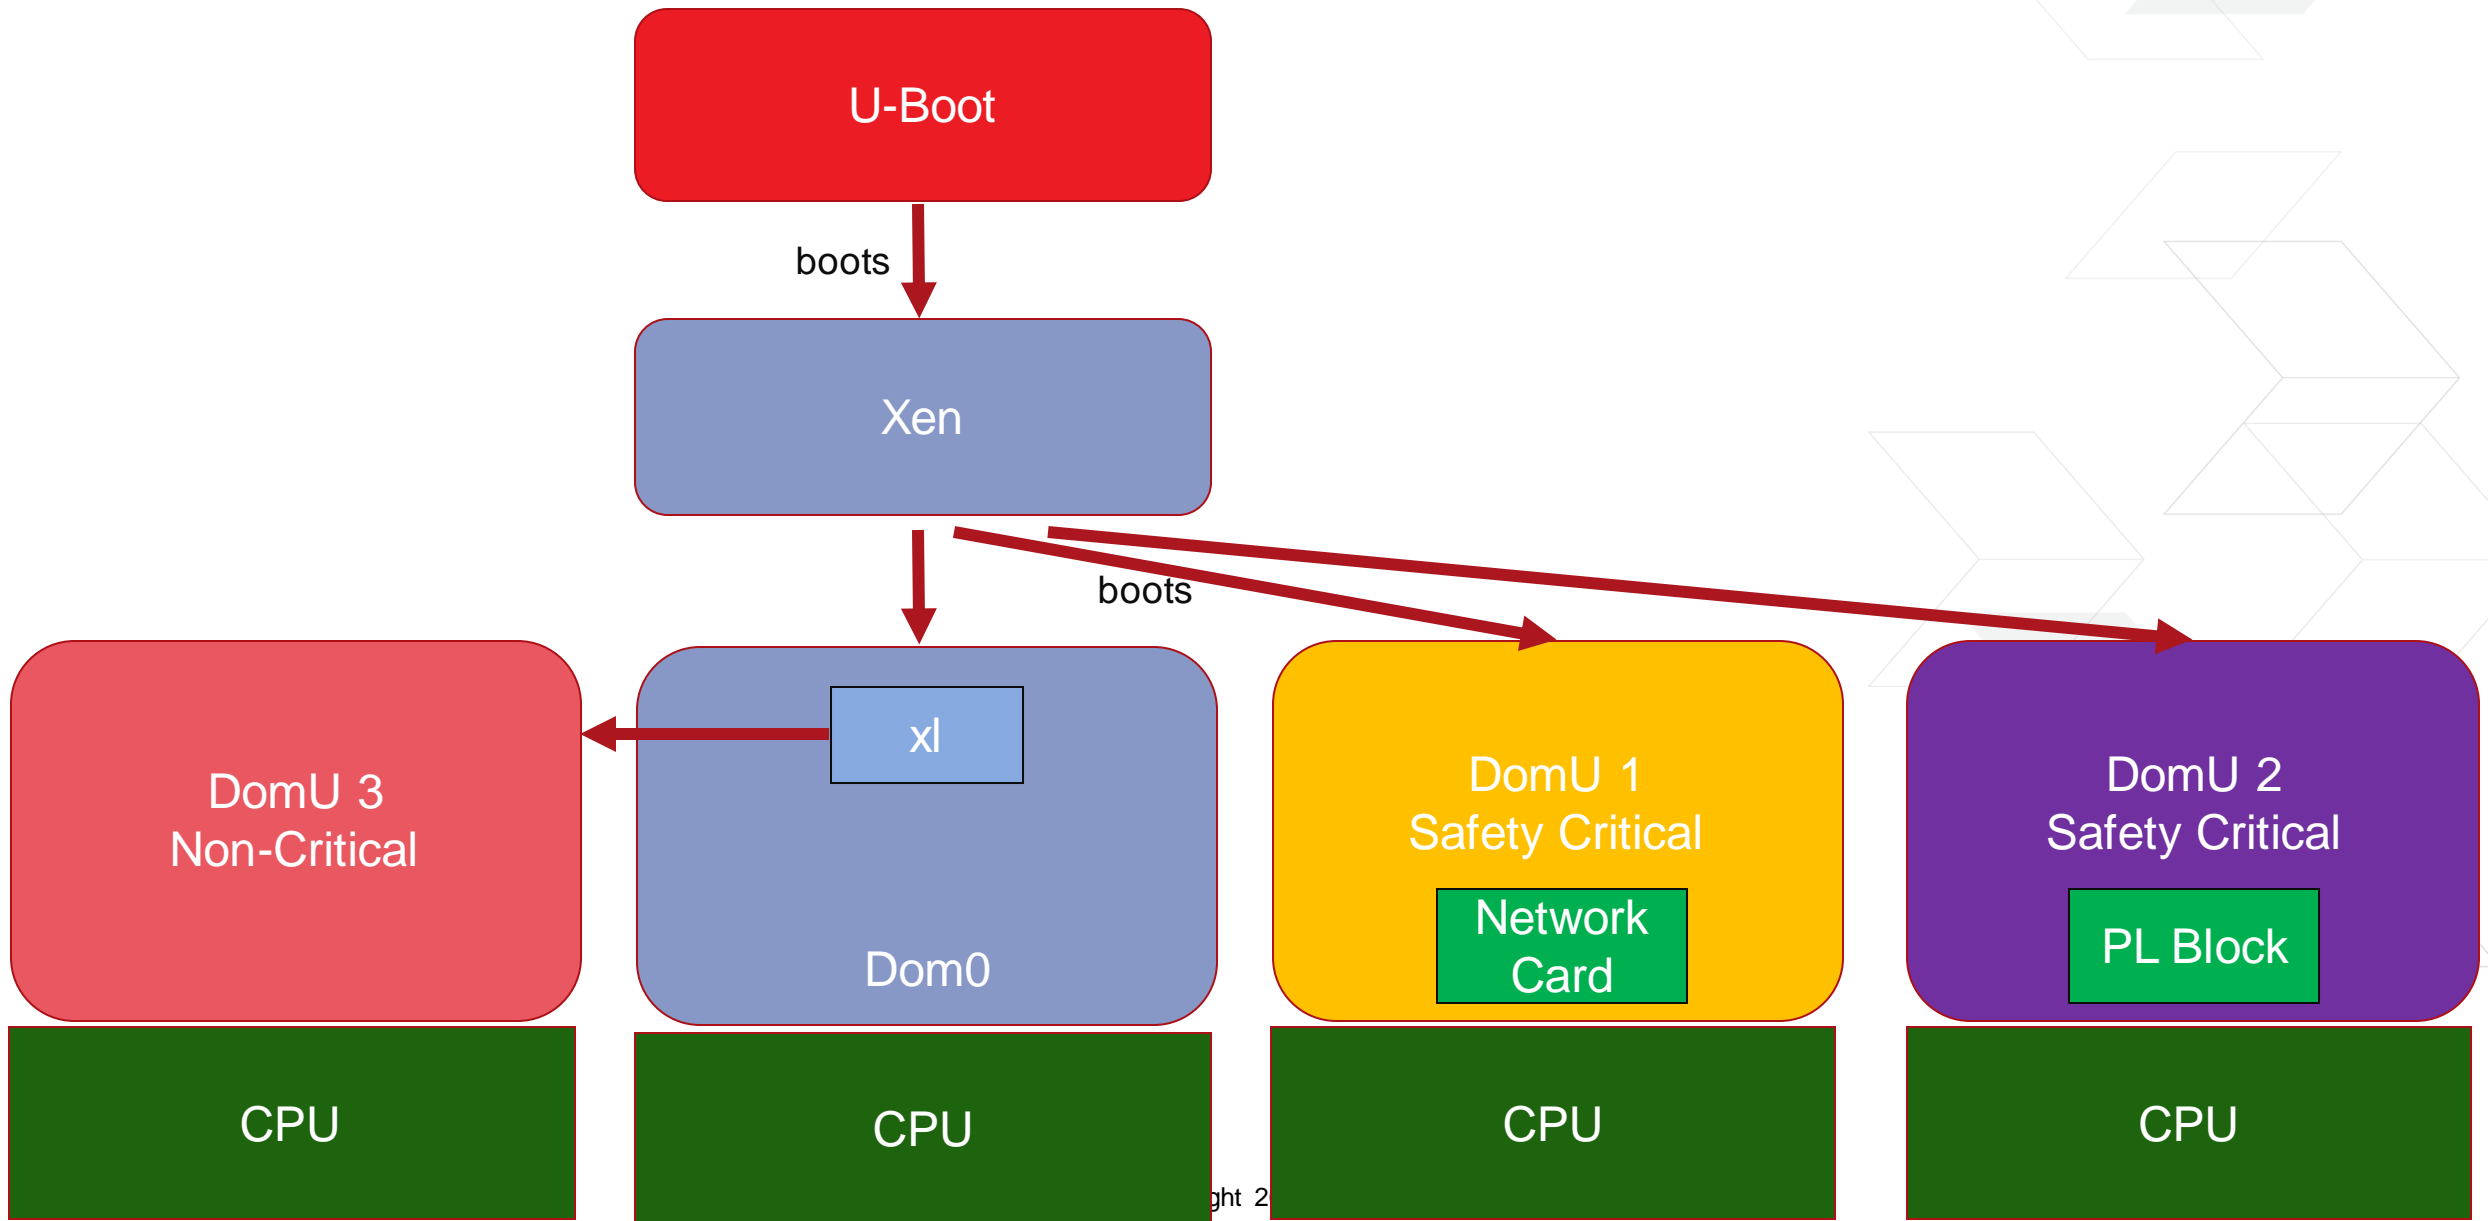 U-Boot
boots
Xen
boots
xl
DomU 3
Non-Critical
Dom0
DomU 1
Safety Critical
Network
Card
DomU 2
Safety Critical
PL Block
CPU
CPU
CPU
CPU